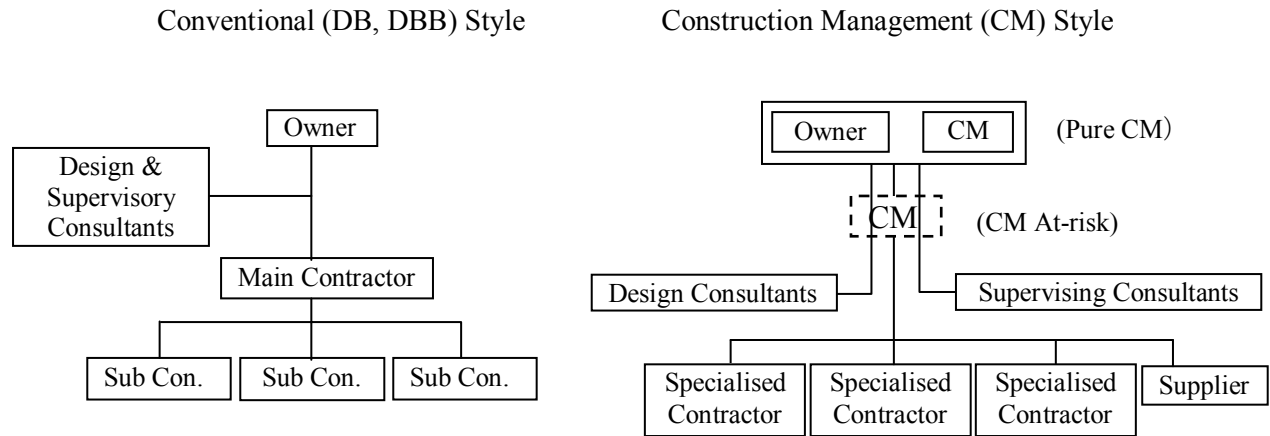 Conventional (DB, DBB) Style
Owner
Design &
Supervisory
Consultants
Main Contractor
Sub Con.
Sub Con.
Sub Con.
Construction Management (CM) Style
Owner
CM
(Pure CM）
CM
(CM At-risk)
Design Consultants
Supervising Consultants
Specialised
Contractor
Specialised
Contractor
Specialised
Contractor
Supplier